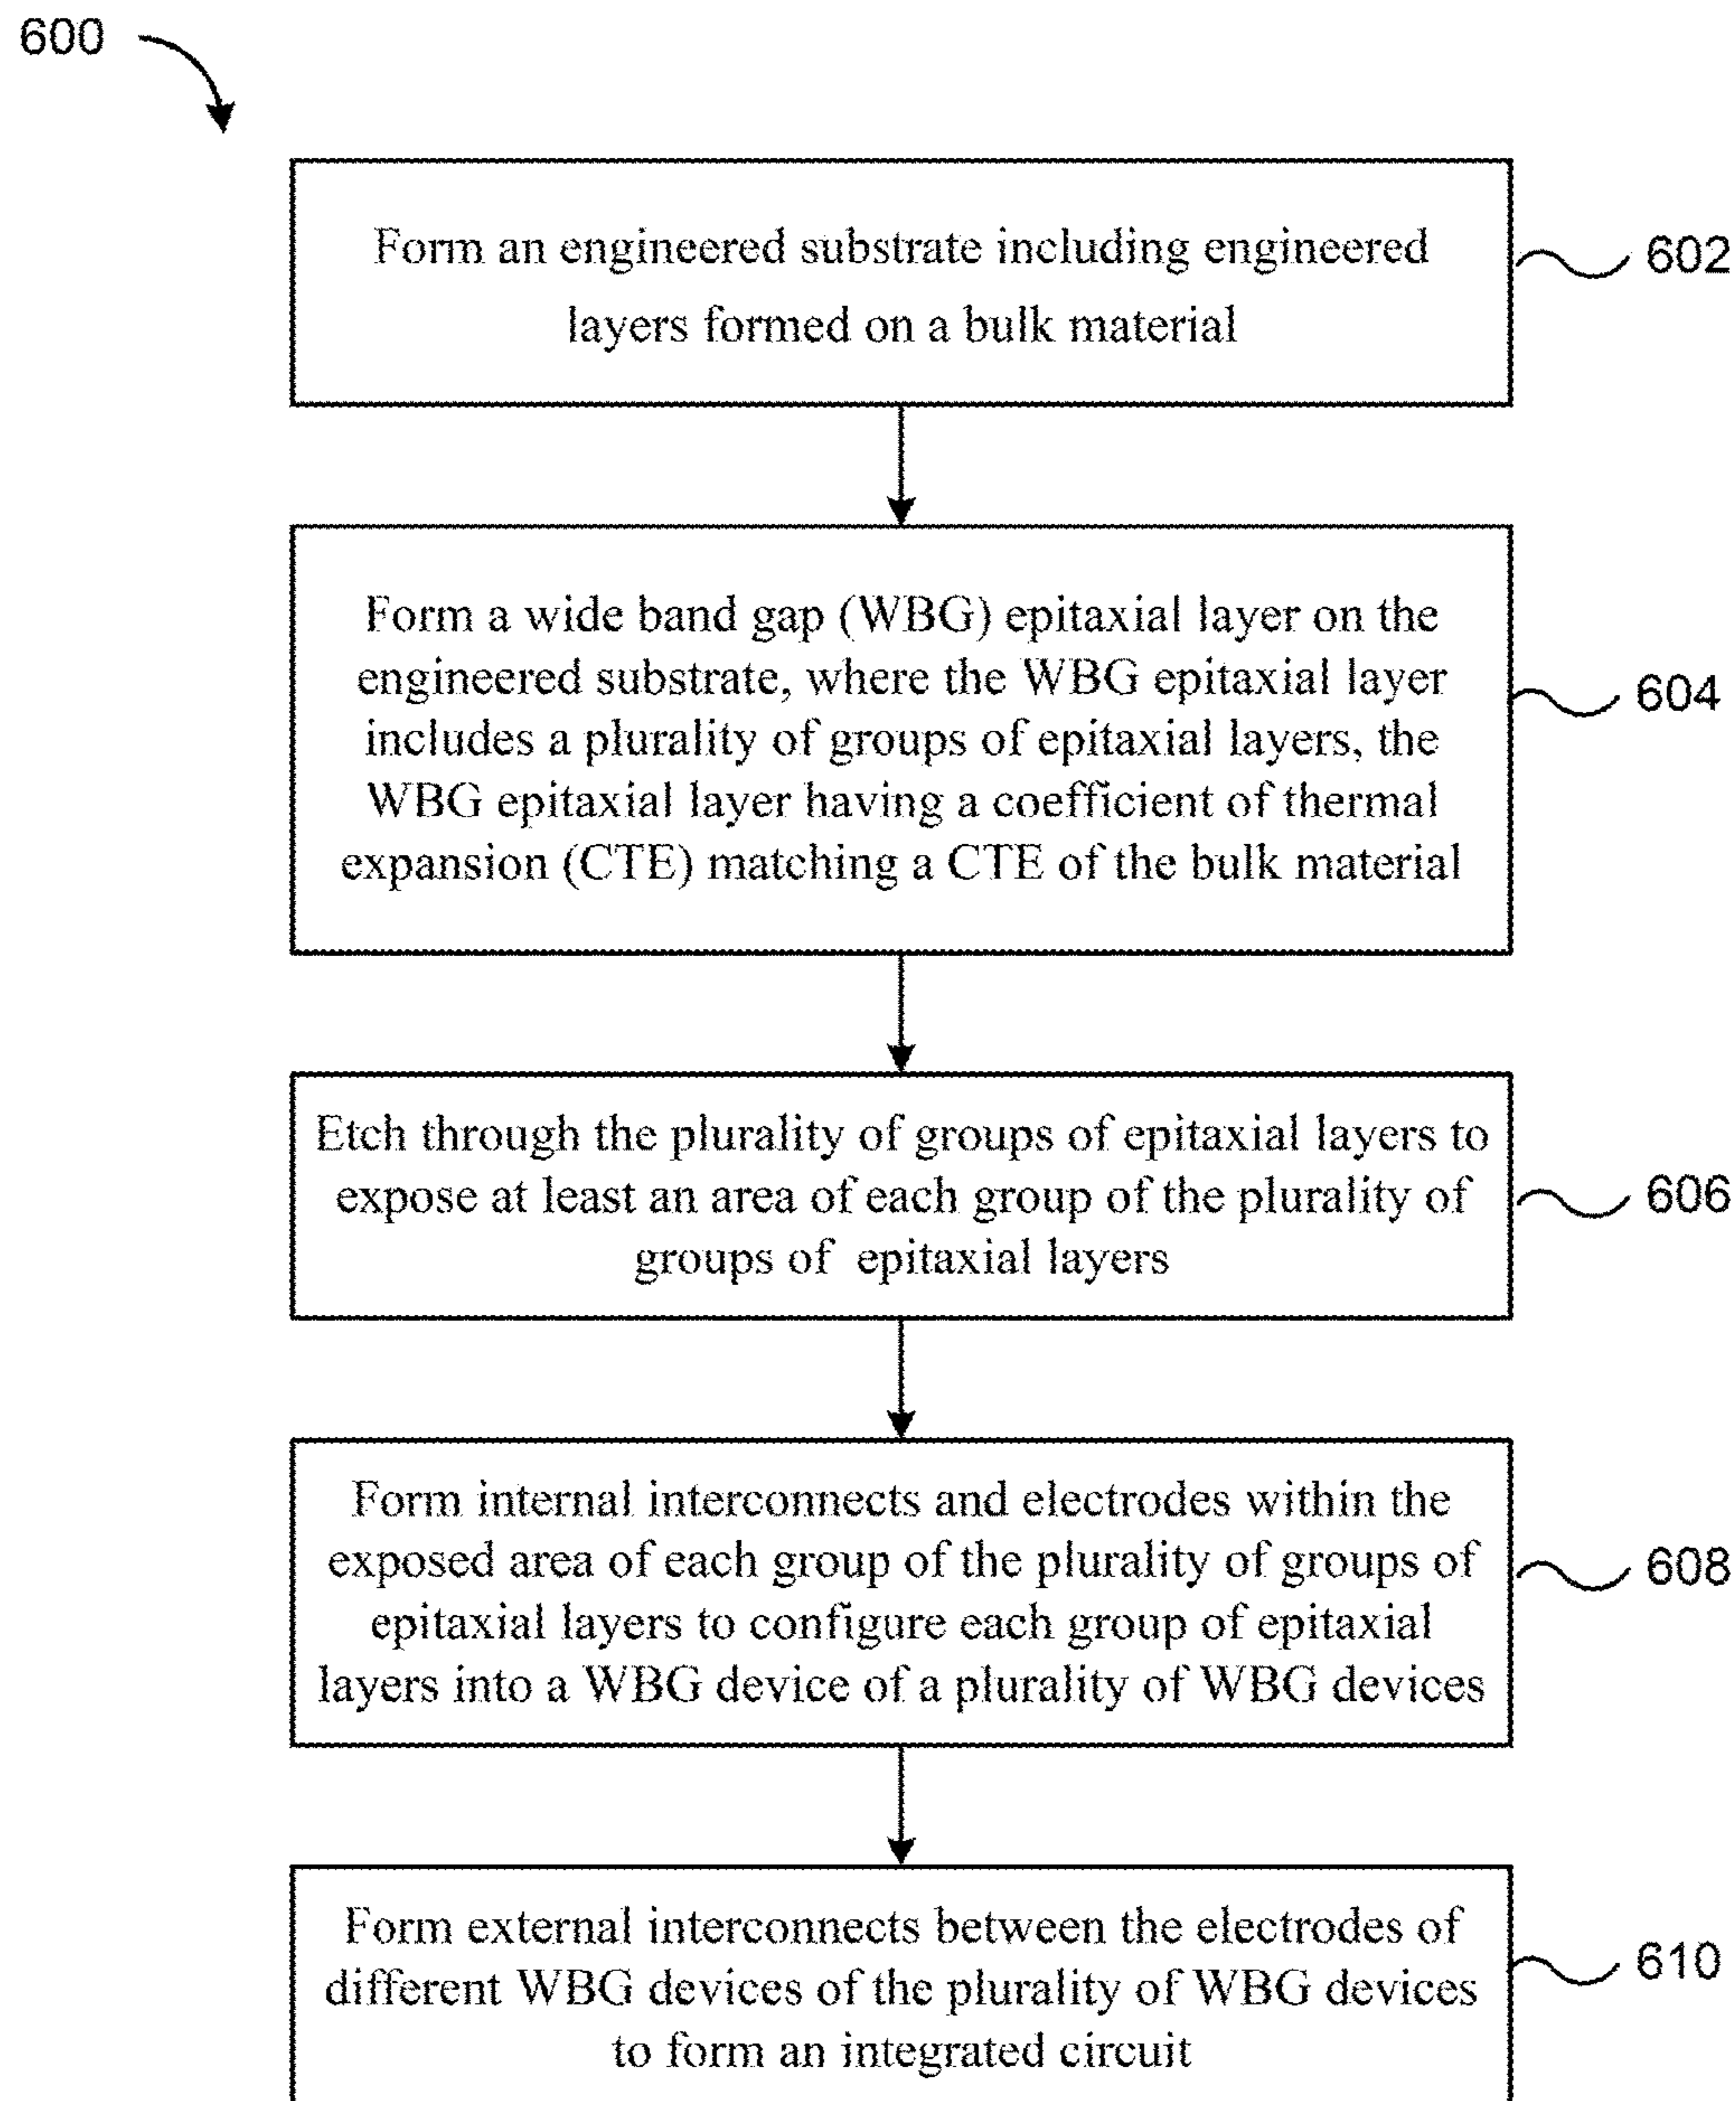 600
Form an engineered substrate including engineered
layers formed on a bulk material
602
Form a wide band gap (WBG) epitaxial layer on the
engineered substrate, where the WBG epitaxial layer
includes a plurality of groups of epitaxial layers, the
WBG epitaxial layer having a coefficient of thermal
expansion (CTE) matching a CTE of the bulk material
604
Etch through the plurality of groups of epitaxial layers to
expose at least an area of each group of the plurality of
groups of epitaxial layers
606
Form internal interconnects and electrodes within the
exposed area of each group of the plurality of groups of
epitaxial layers to configure each group of epitaxial
layers into a WBG device of a plurality of WBG devices
608
Form external interconnects between the electrodes of
different WBG devices of the plurality of WBG devices
to form an integrated circuit
610